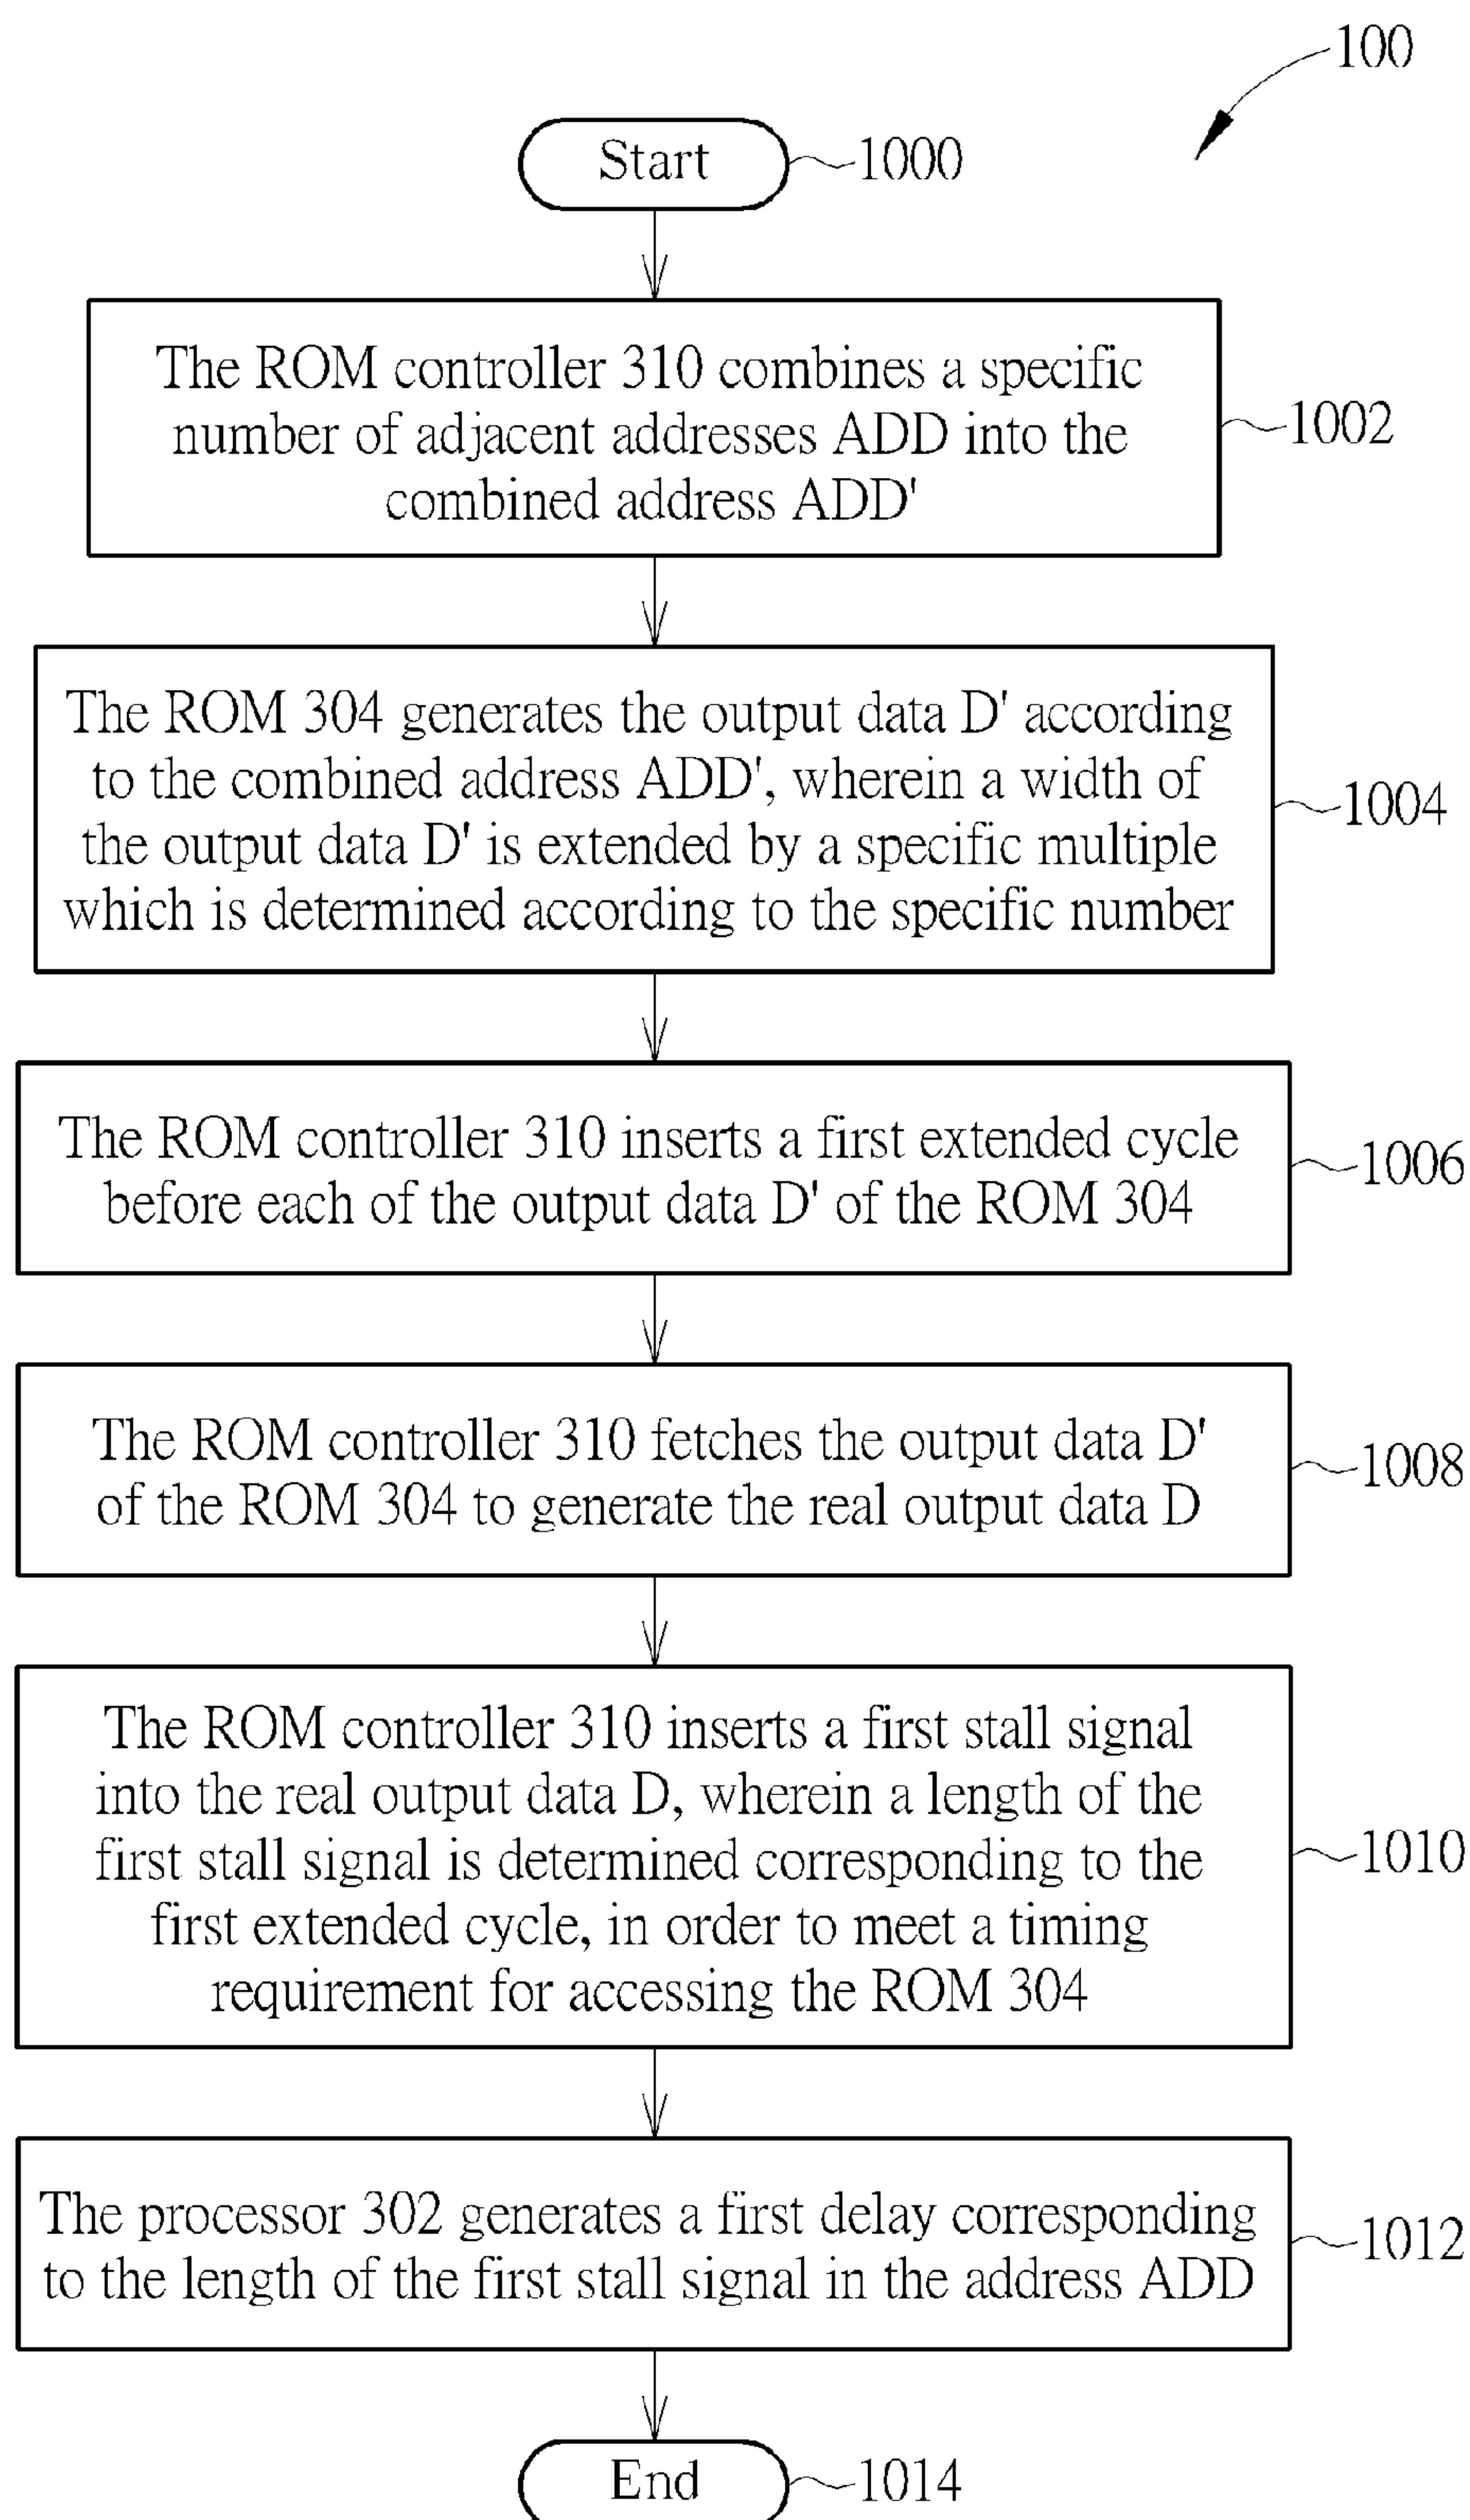 100
Start
1000
The ROM controller 310 combines a specific
number of adjacent addresses ADD into the
combined address ADD'
1002
The ROM 304 generates the output data D' according
to the combined address ADD', wherein a width of
the output data D' is extended by a specific multiple
which is determined according to the specific number
1004
The ROM controller 310 inserts a first extended cycle
before each of the output data D' of the ROM 304
1006
The ROM controller 310 fetches the output data D'
of the ROM 304 to generate the real output data D
1008
The ROM controller 310 inserts a first stall signal
into the real output data D, wherein a length of the
first stall signal is determined corresponding to the
first extended cycle, in order to meet a timing
requirement for accessing the ROM 304
1010
The processor 302 generates a first delay corresponding
to the length of the first stall signal in the address ADD
1012
End
1014